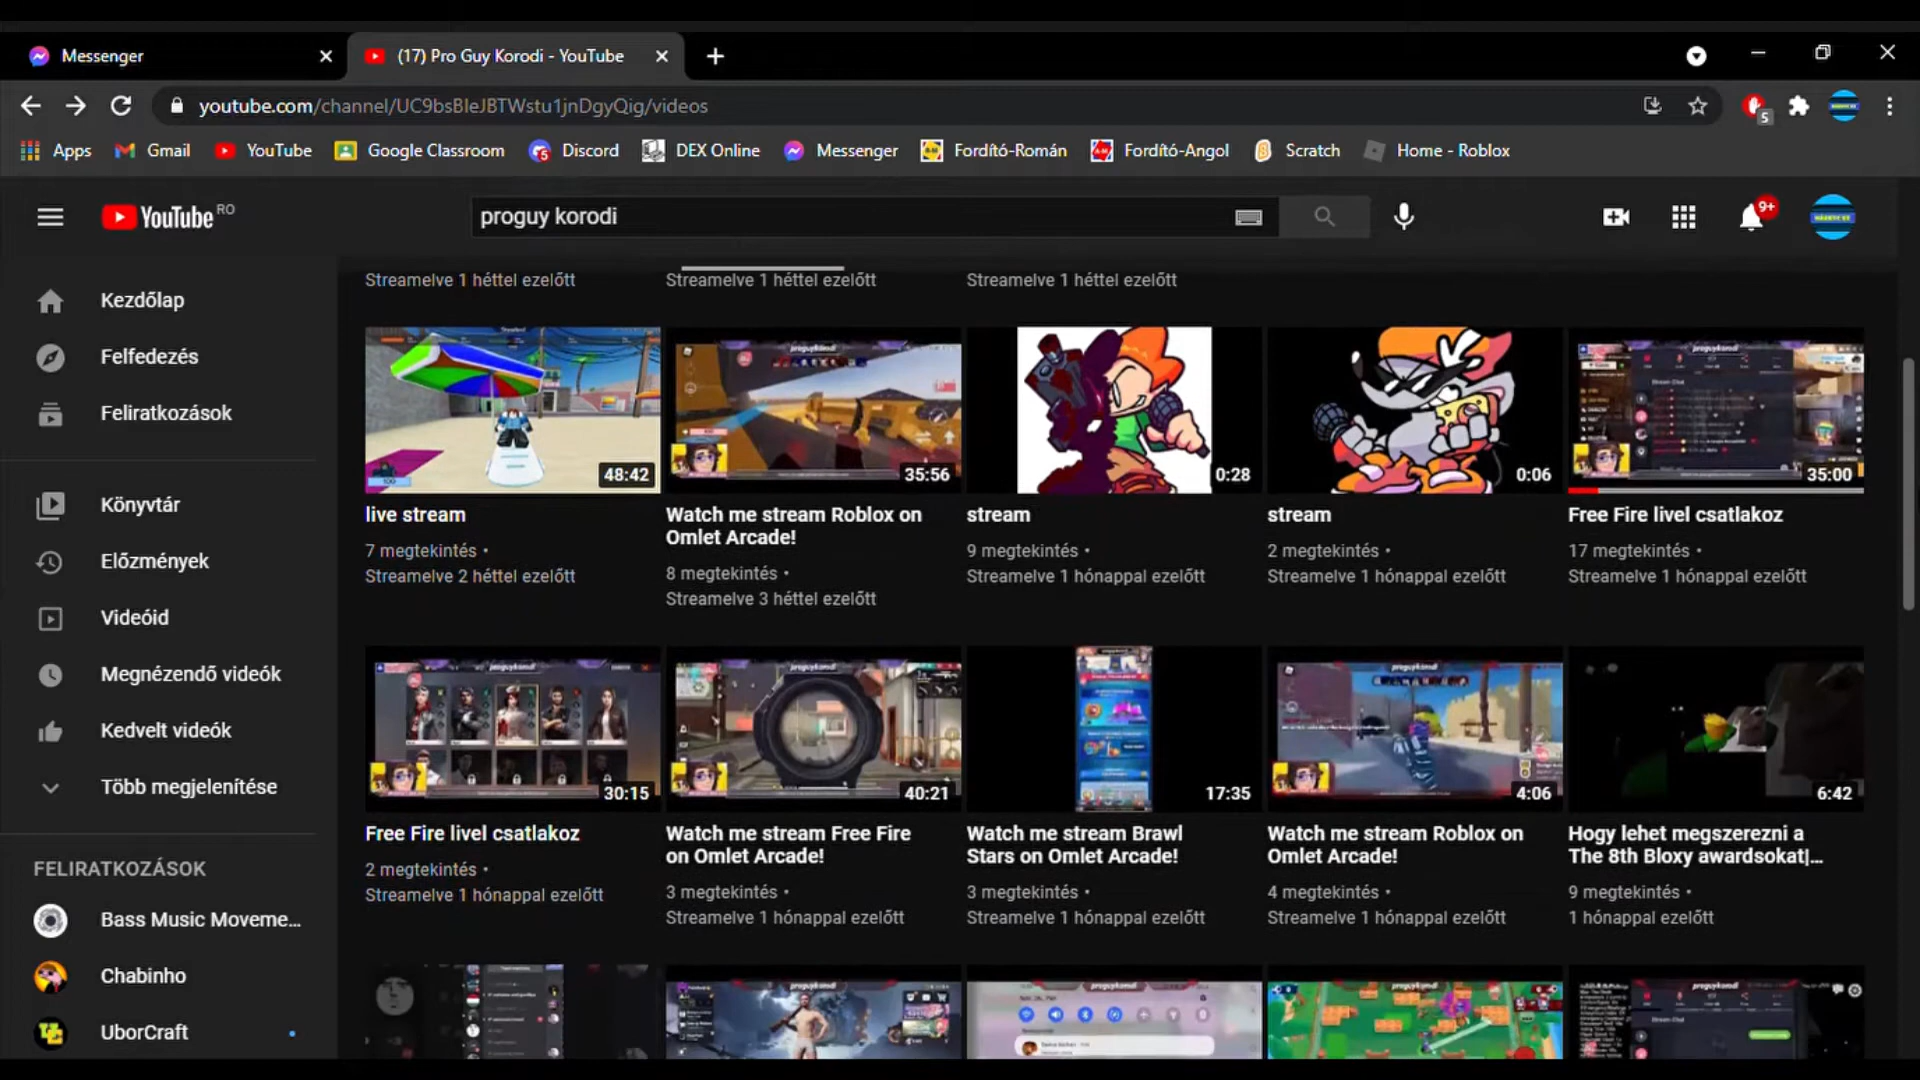 Messenger
(17) Pro Guy Korodi - YouTube
youtube.com/channel/UC9bsBleJBTWstu1jnDgyQig/videos
5
Apps
Gmail
YouTube
Google Classroom
Discord
DEX Online
Messenger
Fordító-Román
Fordító-Angol
Scratch
Home - Roblox
YouTube RO
proguy korodi
9+
Kezdőlap
Felfedezés
Feliratkozások
Könyvtár
Előzmények
Videóid
Megnézendő videók
Kedvelt videók
Több megjelenítése
FELIRATKOZÁSOK
Bass Music Moveme...
Chabinho
UborCraft
Streamelve 1 héttel ezelőtt
Streamelve 1 héttel ezelőtt
Streamelve 1 héttel ezelőtt
48:42
live stream
7 megtekintés •
Streamelve 2 héttel ezelőtt
proguykorodi
35:56
Watch me stream Roblox on
Omlet Arcade!
8 megtekintés •
Streamelve 3 héttel ezelőtt
0:28
stream
9 megtekintés •
Streamelve 1 hónappal ezelőtt
0:06
stream
2 megtekintés •
Streamelve 1 hónappal ezelőtt
proguykorodi
35:00
Free Fire livel csatlakoz
17 megtekintés •
Streamelve 1 hónappal ezelőtt
proguykorodi
30:15
Free Fire livel csatlakoz
2 megtekintés •
Streamelve 1 hónappal ezelőtt
proguykorodi
40:21
Watch me stream Free Fire
on Omlet Arcade!
3 megtekintés •
Streamelve 1 hónappal ezelőtt
17:35
Watch me stream Brawl
Stars on Omlet Arcade!
3 megtekintés •
Streamelve 1 hónappal ezelőtt
proguykorodi
4:06
Watch me stream Roblox on
Omlet Arcade!
4 megtekintés •
Streamelve 1 hónappal ezelőtt
6:42
Hogy lehet megszerezni a
The 8th Bloxy awardsokat|...
9 megtekintés •
1 hónappal ezelőtt
proguykorodi
proguykorodi
proguykorodi
proguykorodi